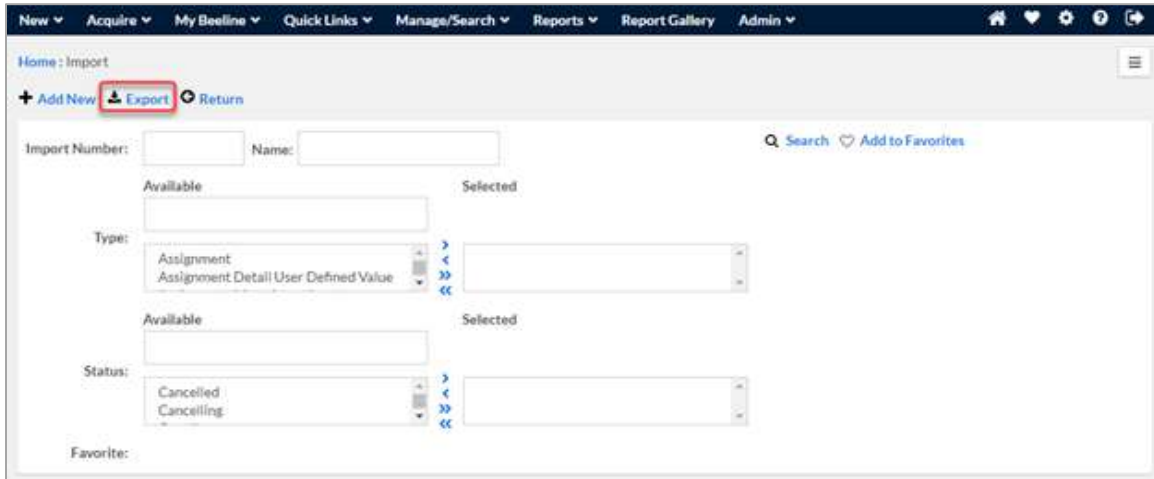 New Acquire My Beeline Quick Links Manage/Search Reports Report Gallery Admin
Home : Import
Add New Export Return
Import Number: Name: Search Add to Favorites
Available Selected
Type:
Assignment
Assignment Detail User Defined Value
Available Selected
Status:
Cancelled
Cancelling
Favorite: